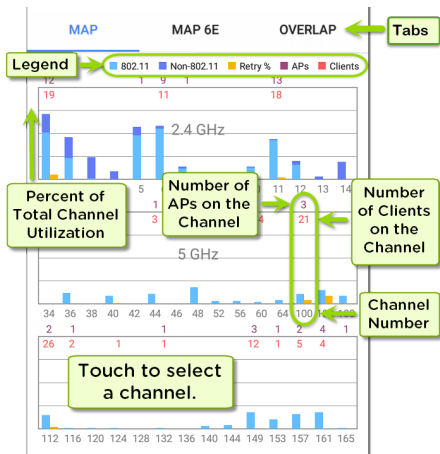 MAP MAP 6E OVERLAP
Tabs
Legend
802.11 Non-802.11 Retry % APs Clients
12 1 9 1 13
19 11 18
2.4 GHz
5 6 10 11 12 13 14
Percent of
Total Channel
Utilization
Number of
APs on the
Channel
Number
of Clients
on the
Channel
1 3
3 4 21
5 GHz
Channel
Number
34 36 38 40 42 44 46 48 52 56 60 64 100
2 1 1 3 1 2 4 1
26 2 1 1 12 1 5 4
Touch to select
a channel.
112 116 120 124 128 132 136 140 144 149 153 157 161 165